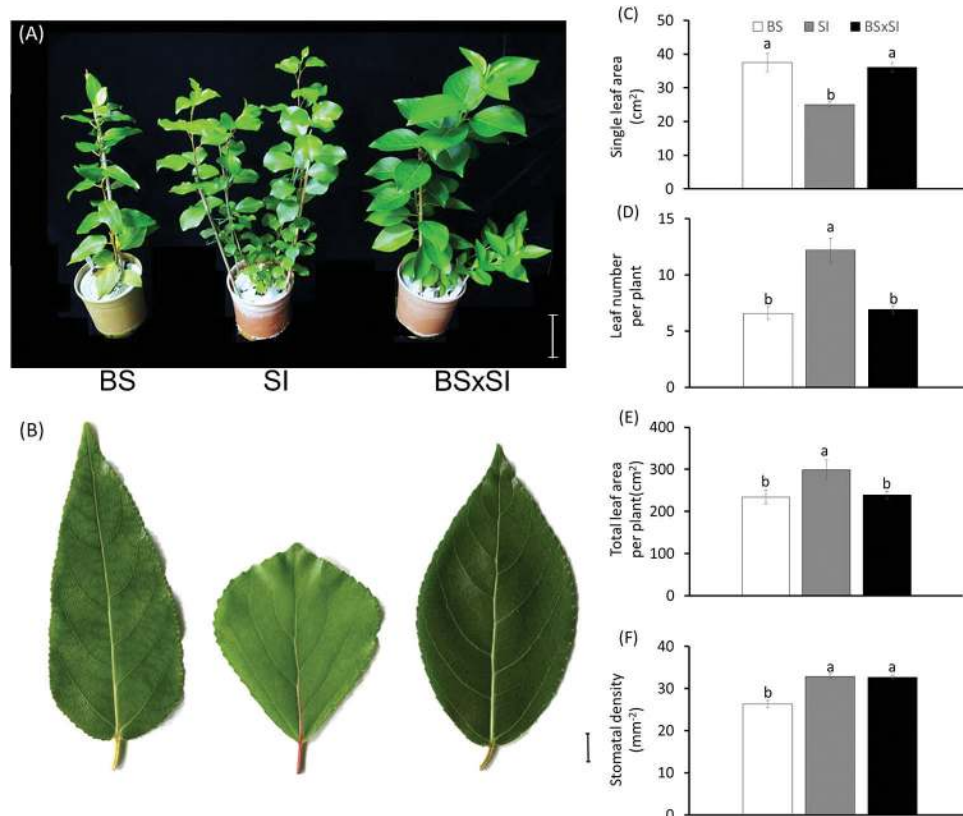 (A)
BS SI BSxSI
(B)
(C)
BS SI BSxSI
Single leaf area
(cm²)
50
40
30
20
10
0
a b a
(D)
Leaf number
per plant
15
10
5
0
b a b
(E)
Total leaf area
per plant(cm²)
400
300
200
100
0
b a b
(F)
Stomatal density
(mm⁻²)
40
30
20
10
0
b a a